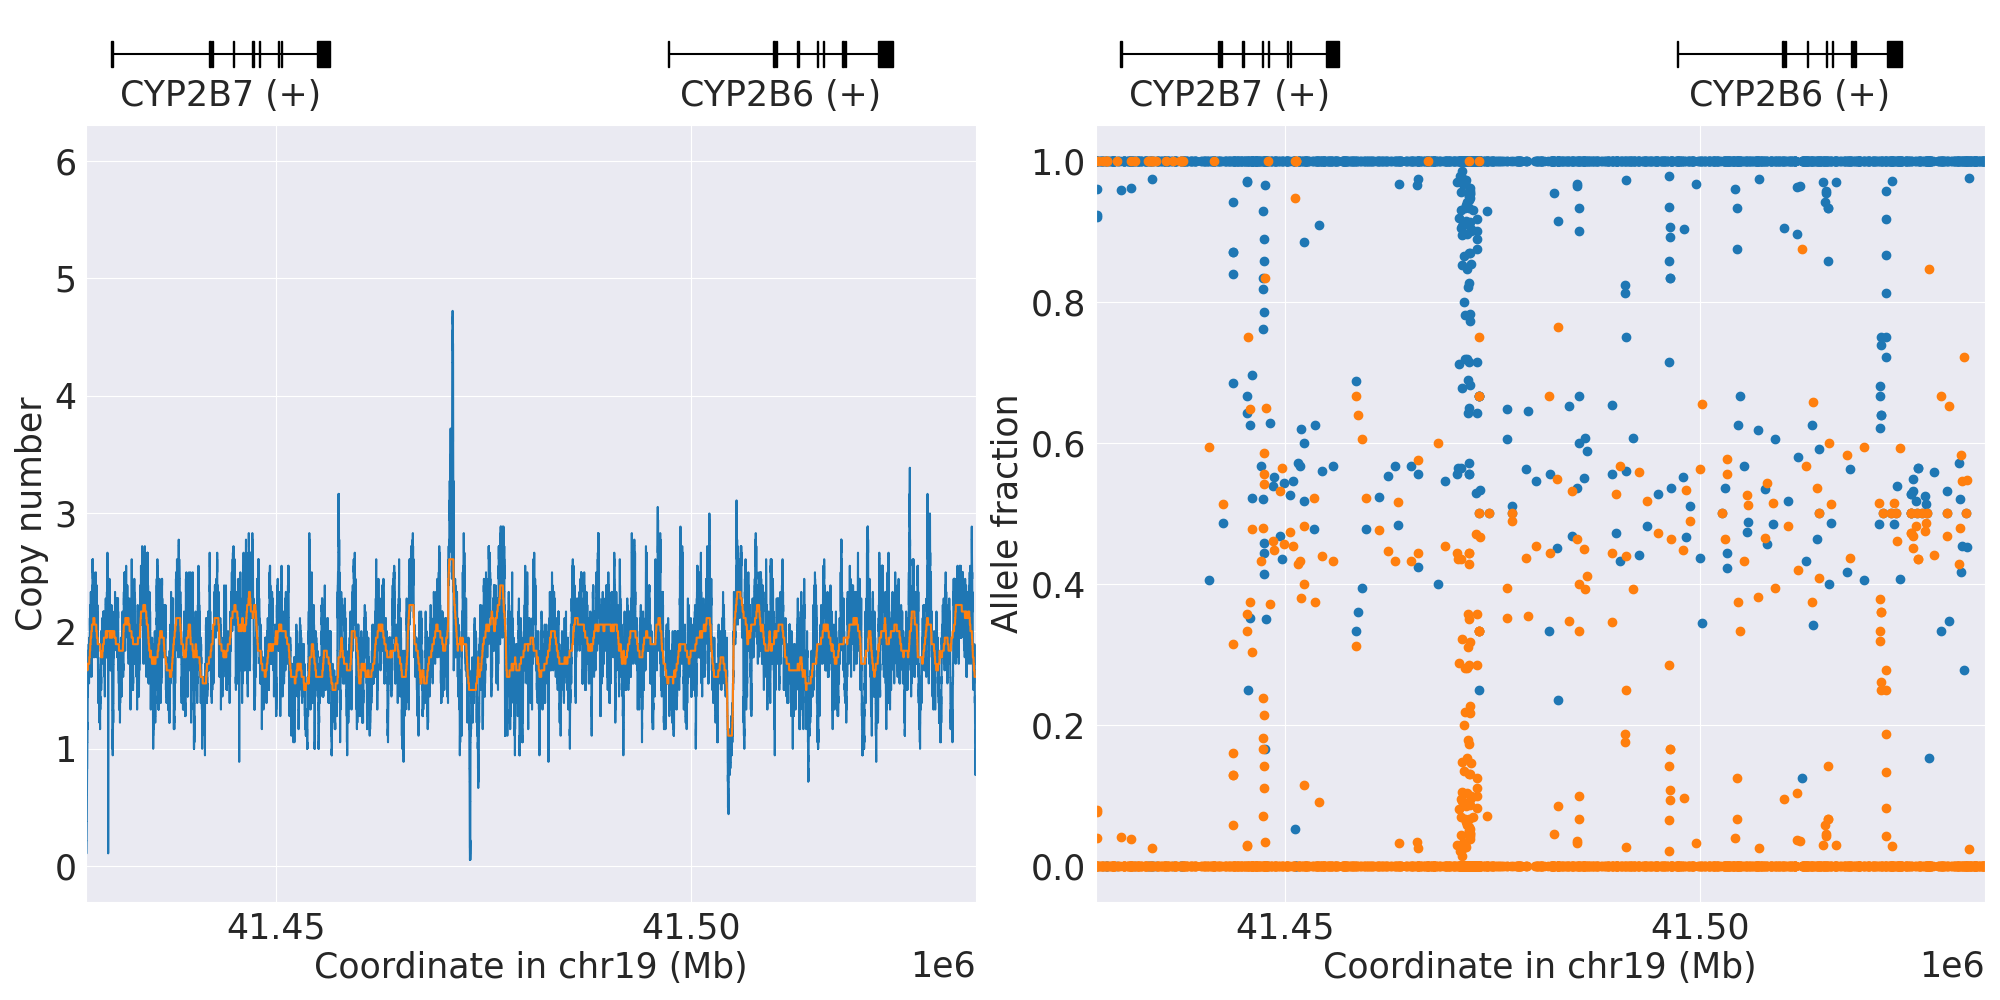 CYP2B7 (+)
CYP2B6 (+)
6
5
4
3
2
1
0
Copy number
41.45
41.50
Coordinate in chr19 (Mb)
1e6
CYP2B7 (+)
CYP2B6 (+)
1.0
0.8
0.6
0.4
0.2
0.0
Allele fraction
41.45
41.50
Coordinate in chr19 (Mb)
1e6